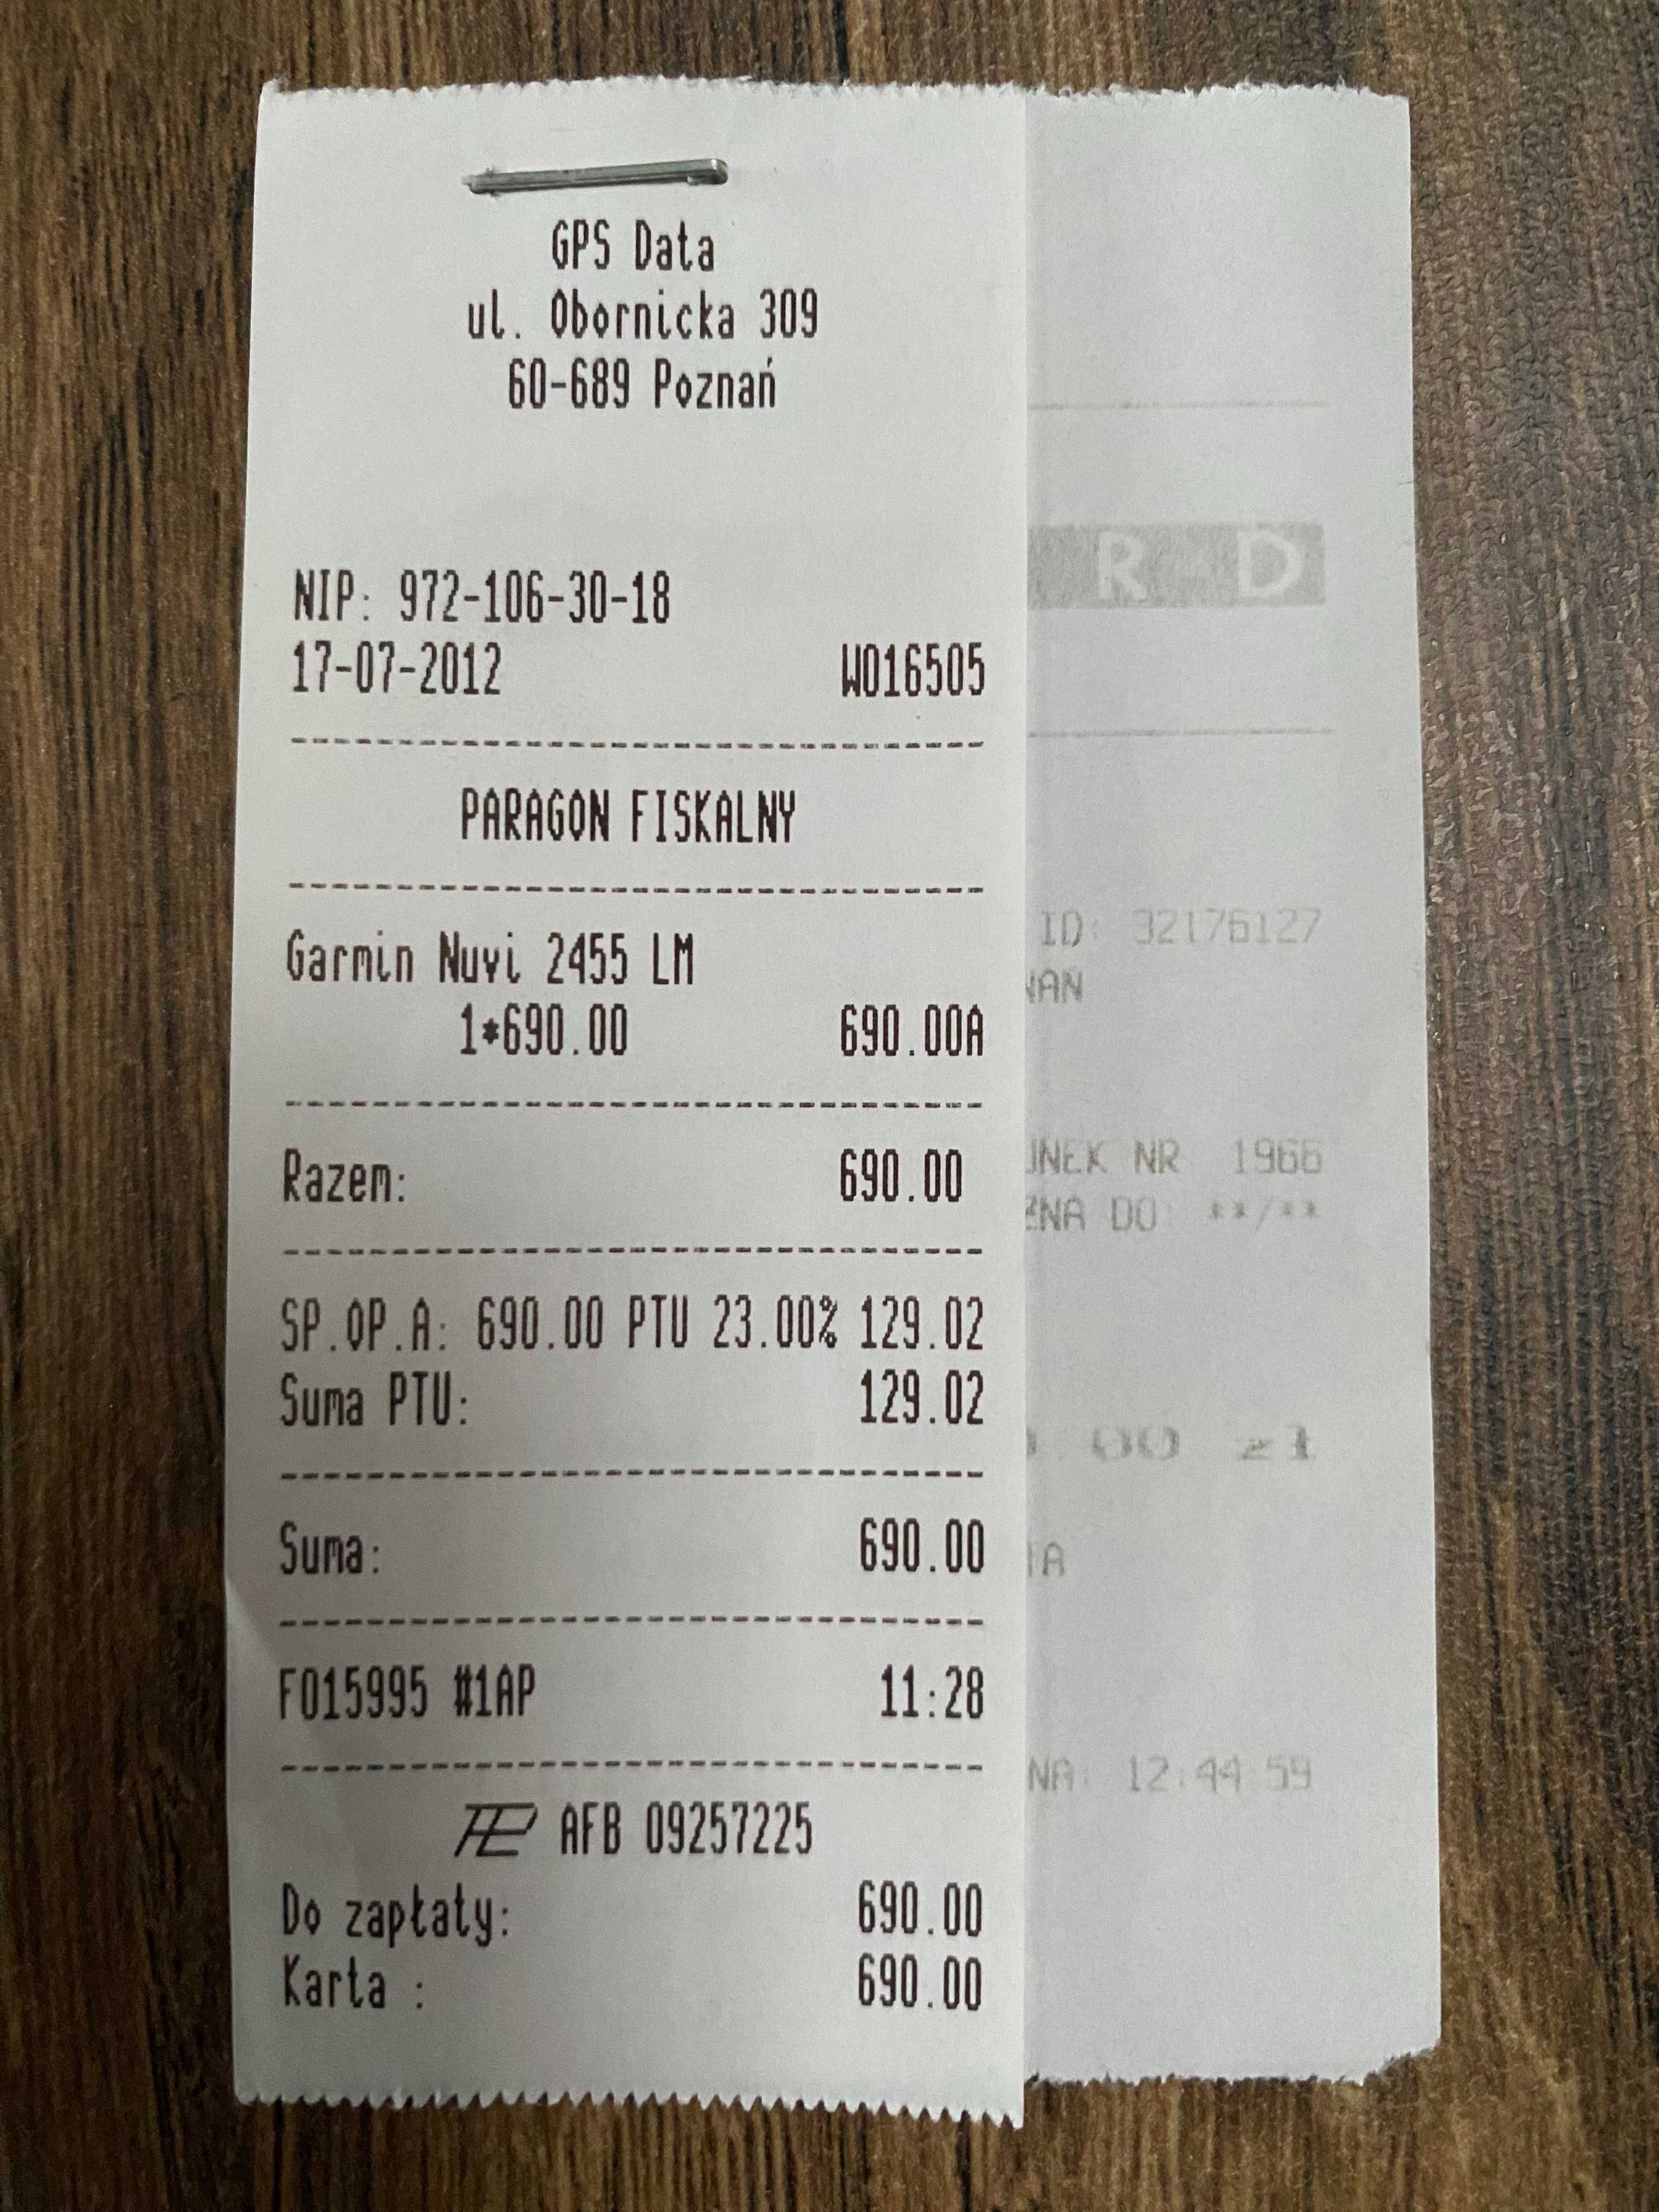 GPS Data
ul. Obornicka 309
60-689 Poznań
NIP: 972-106-30-18
17-07-2012 W016505
PARAGON FISKALNY
Garmin Nuvi 2455 LM
1*690.00 690.00A
Razem: 690.00
SP.OP.A: 690.00 PTU 23.00% 129.02
Suma PTU: 129.02
Suma: 690.00
F015995 #1AP 11:28
AFB 09257225
Do zapłaty: 690.00
Karta : 690.00
R D
ID: 32176127
NAN
UNEK NR 1966
ZNA DO: **/**
00 zł
A
NA: 12:44:59